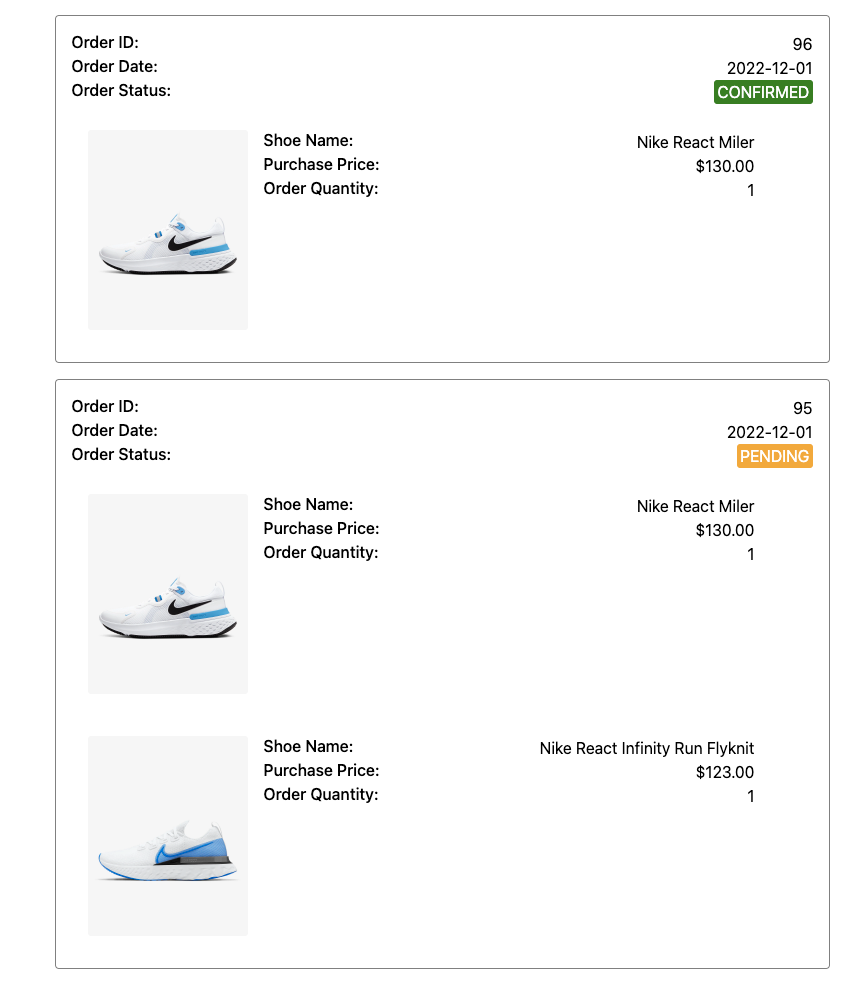 Order ID: 96
Order Date: 2022-12-01
Order Status: CONFIRMED
Shoe Name: Nike React Miler
Purchase Price: $130.00
Order Quantity: 1
Order ID: 95
Order Date: 2022-12-01
Order Status: PENDING
Shoe Name: Nike React Miler
Purchase Price: $130.00
Order Quantity: 1
Shoe Name: Nike React Infinity Run Flyknit
Purchase Price: $123.00
Order Quantity: 1